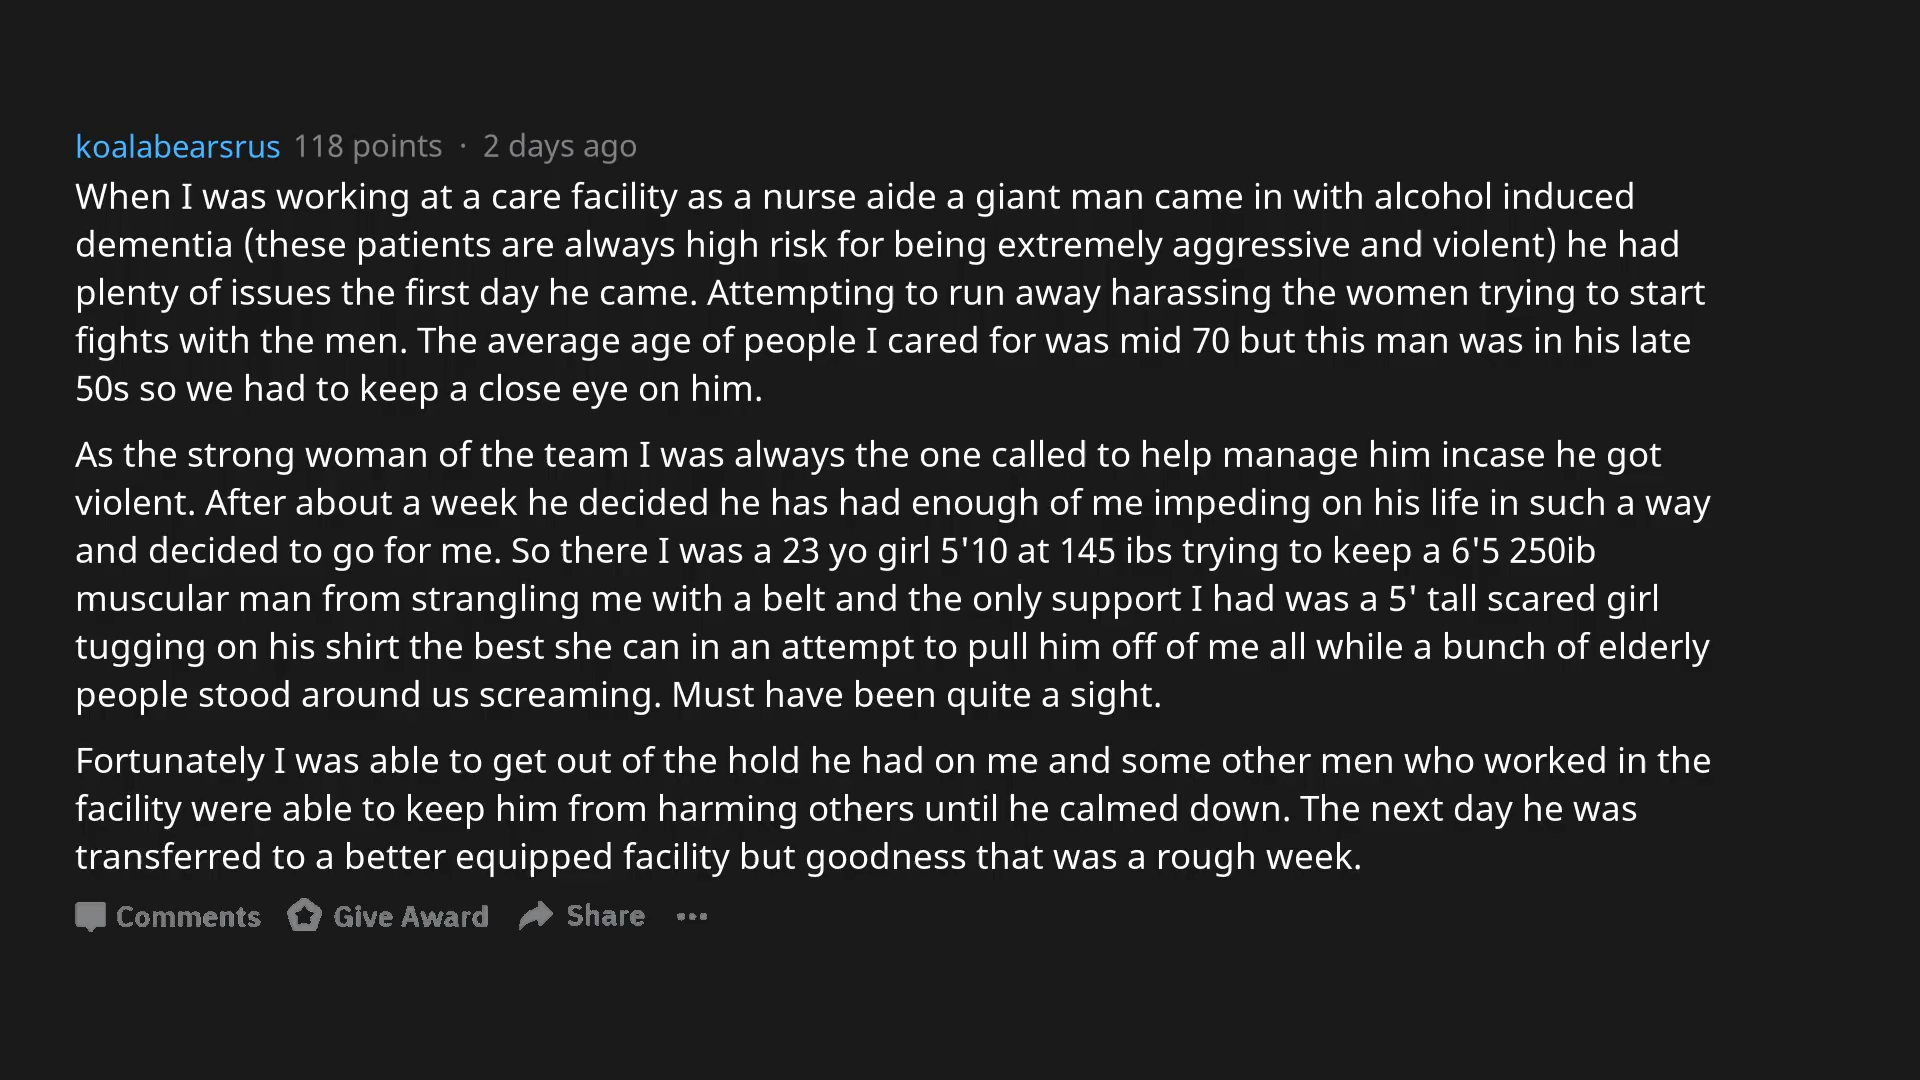 koalabearsrus 118 points · 2 days ago
When I was working at a care facility as a nurse aide a giant man came in with alcohol induced
dementia (these patients are always high risk for being extremely aggressive and violent) he had
plenty of issues the first day he came. Attempting to run away harassing the women trying to start
fights with the men. The average age of people I cared for was mid 70 but this man was in his late
50s so we had to keep a close eye on him.
As the strong woman of the team I was always the one called to help manage him incase he got
violent. After about a week he decided he has had enough of me impeding on his life in such a way
and decided to go for me. So there I was a 23 yo girl 5'10 at 145 ibs trying to keep a 6'5 250ib
muscular man from strangling me with a belt and the only support I had was a 5' tall scared girl
tugging on his shirt the best she can in an attempt to pull him off of me all while a bunch of elderly
people stood around us screaming. Must have been quite a sight.
Fortunately I was able to get out of the hold he had on me and some other men who worked in the
facility were able to keep him from harming others until he calmed down. The next day he was
transferred to a better equipped facility but goodness that was a rough week.
Comments Give Award Share ...